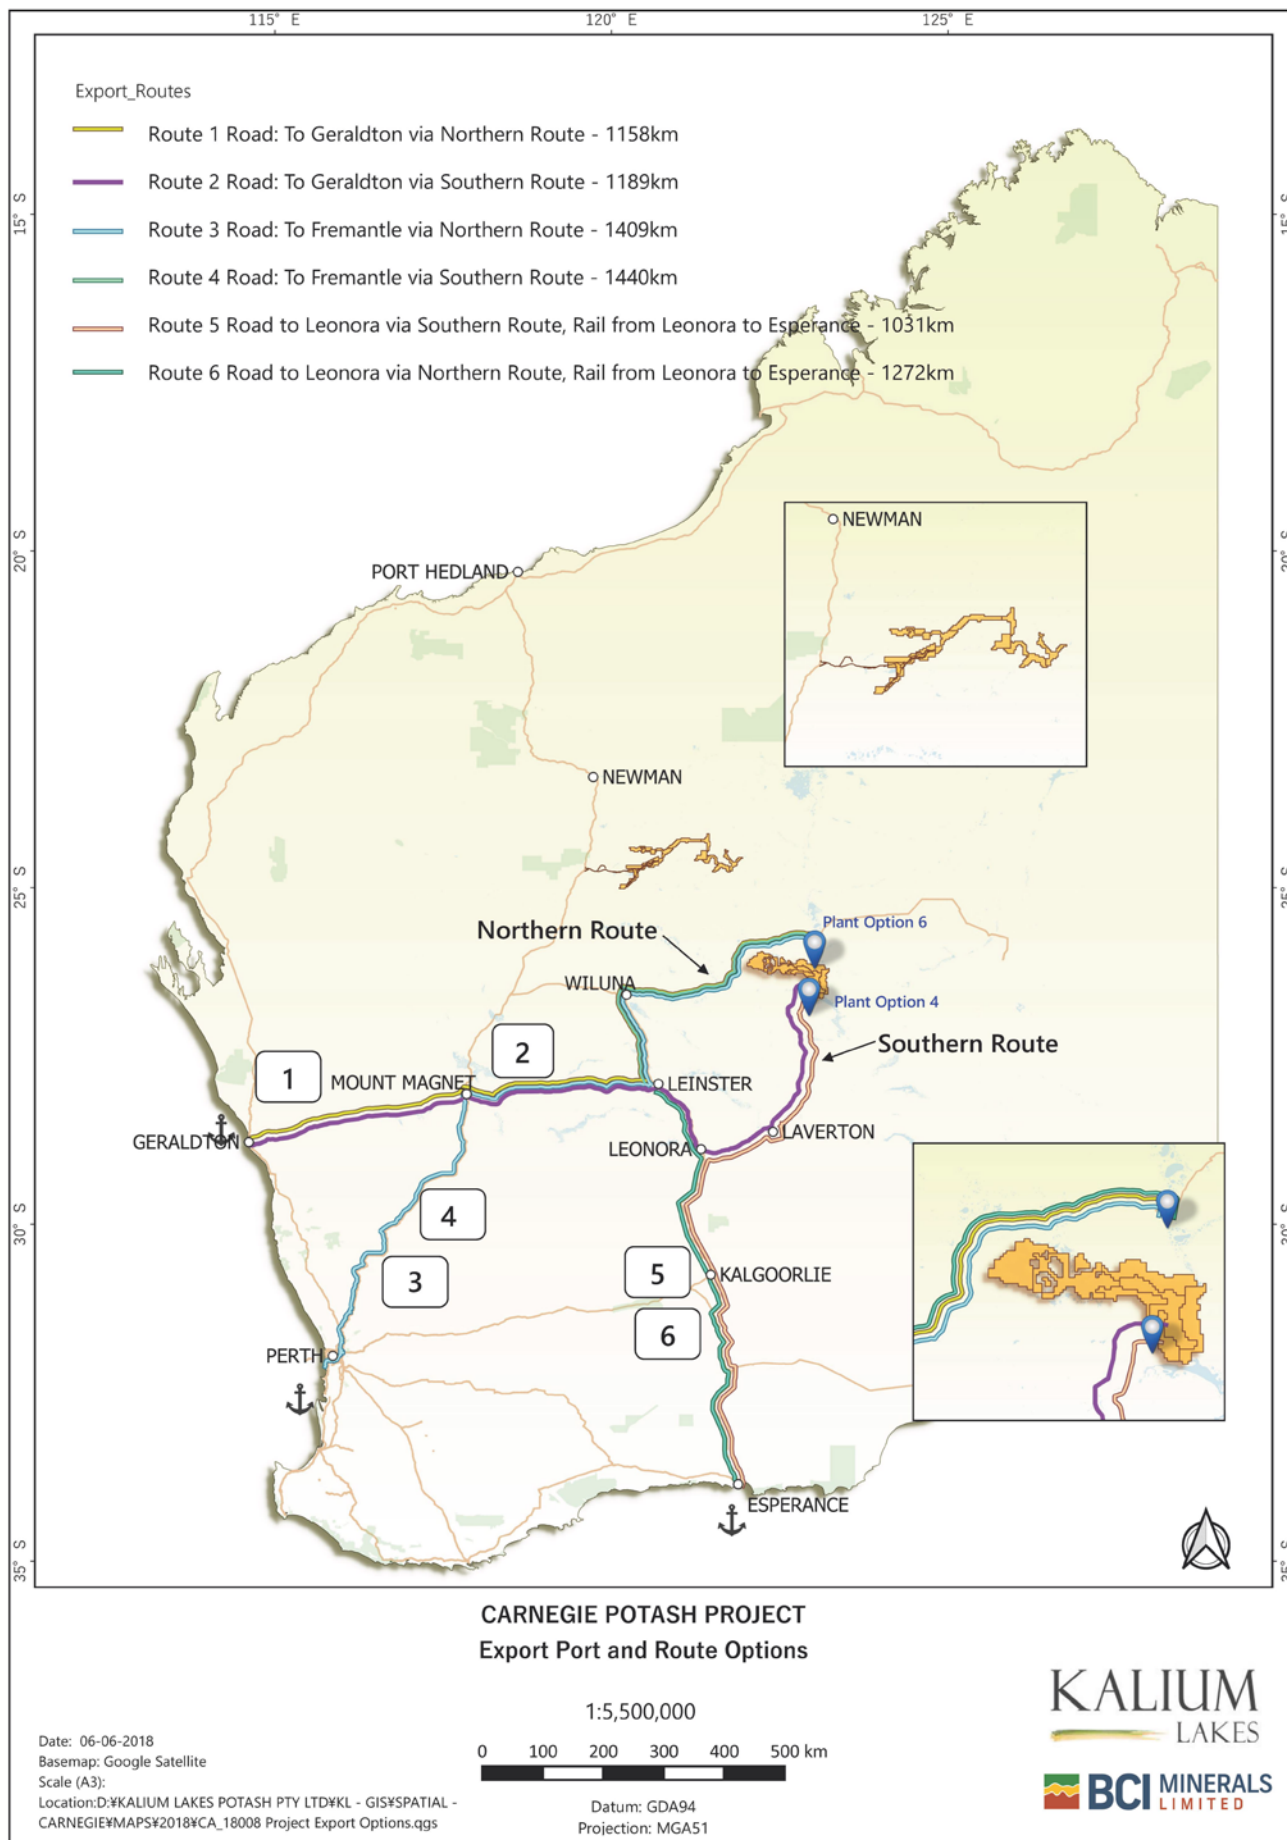 115° E
120° E
125° E
Export_Routes
Route 1 Road: To Geraldton via Northern Route - 1158km
Route 2 Road: To Geraldton via Southern Route - 1189km
Route 3 Road: To Fremantle via Northern Route - 1409km
Route 4 Road: To Fremantle via Southern Route - 1440km
Route 5 Road to Leonora via Southern Route, Rail from Leonora to Esperance - 1031km
Route 6 Road to Leonora via Northern Route, Rail from Leonora to Esperance - 1272km
15° S
15° S
NEWMAN
20° S
20° S
PORT HEDLAND
NEWMAN
25° S
25° S
Plant Option 6
Northern Route
WILUNA
Plant Option 4
Southern Route
2
1
MOUNT MAGNET
LEINSTER
GERALDTON
LAVERTON
LEONORA
4
30° S
30° S
3
5
KALGOORLIE
6
PERTH
ESPERANCE
35° S
35° S
CARNEGIE POTASH PROJECT
Export Port and Route Options
1:5,500,000
0 100 200 300 400 500 km
Datum: GDA94
Projection: MGA51
Date: 06-06-2018
Basemap: Google Satellite
Scale (A3):
Location:D:¥KALIUM LAKES POTASH PTY LTD¥KL - GIS¥SPATIAL -
CARNEGIE¥MAPS¥2018¥CA_18008 Project Export Options.qgs
KALIUM
LAKES
BCI MINERALS
LIMITED